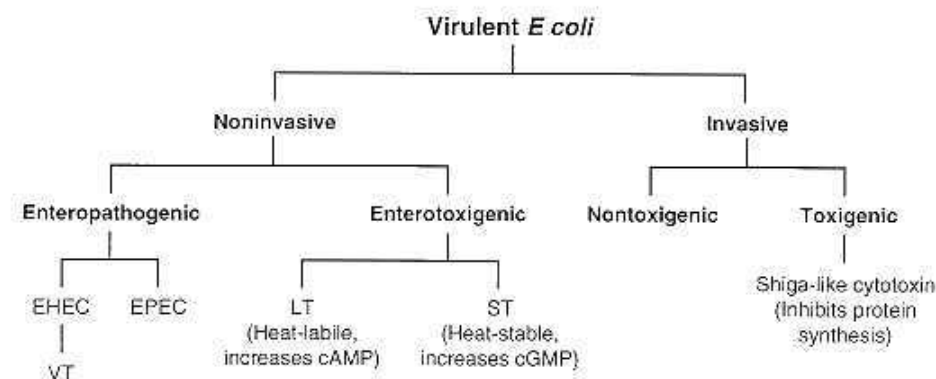 Virulent E coli
Noninvasive
Invasive
Enteropathogenic
Enterotoxigenic
Nontoxigenic
Toxigenic
EHEC
EPEC
LT
(Heat-labile,
increases cAMP)
ST
(Heat-stable,
increases cGMP)
Shiga-like cytotoxin
(Inhibits protein
synthesis)
VT